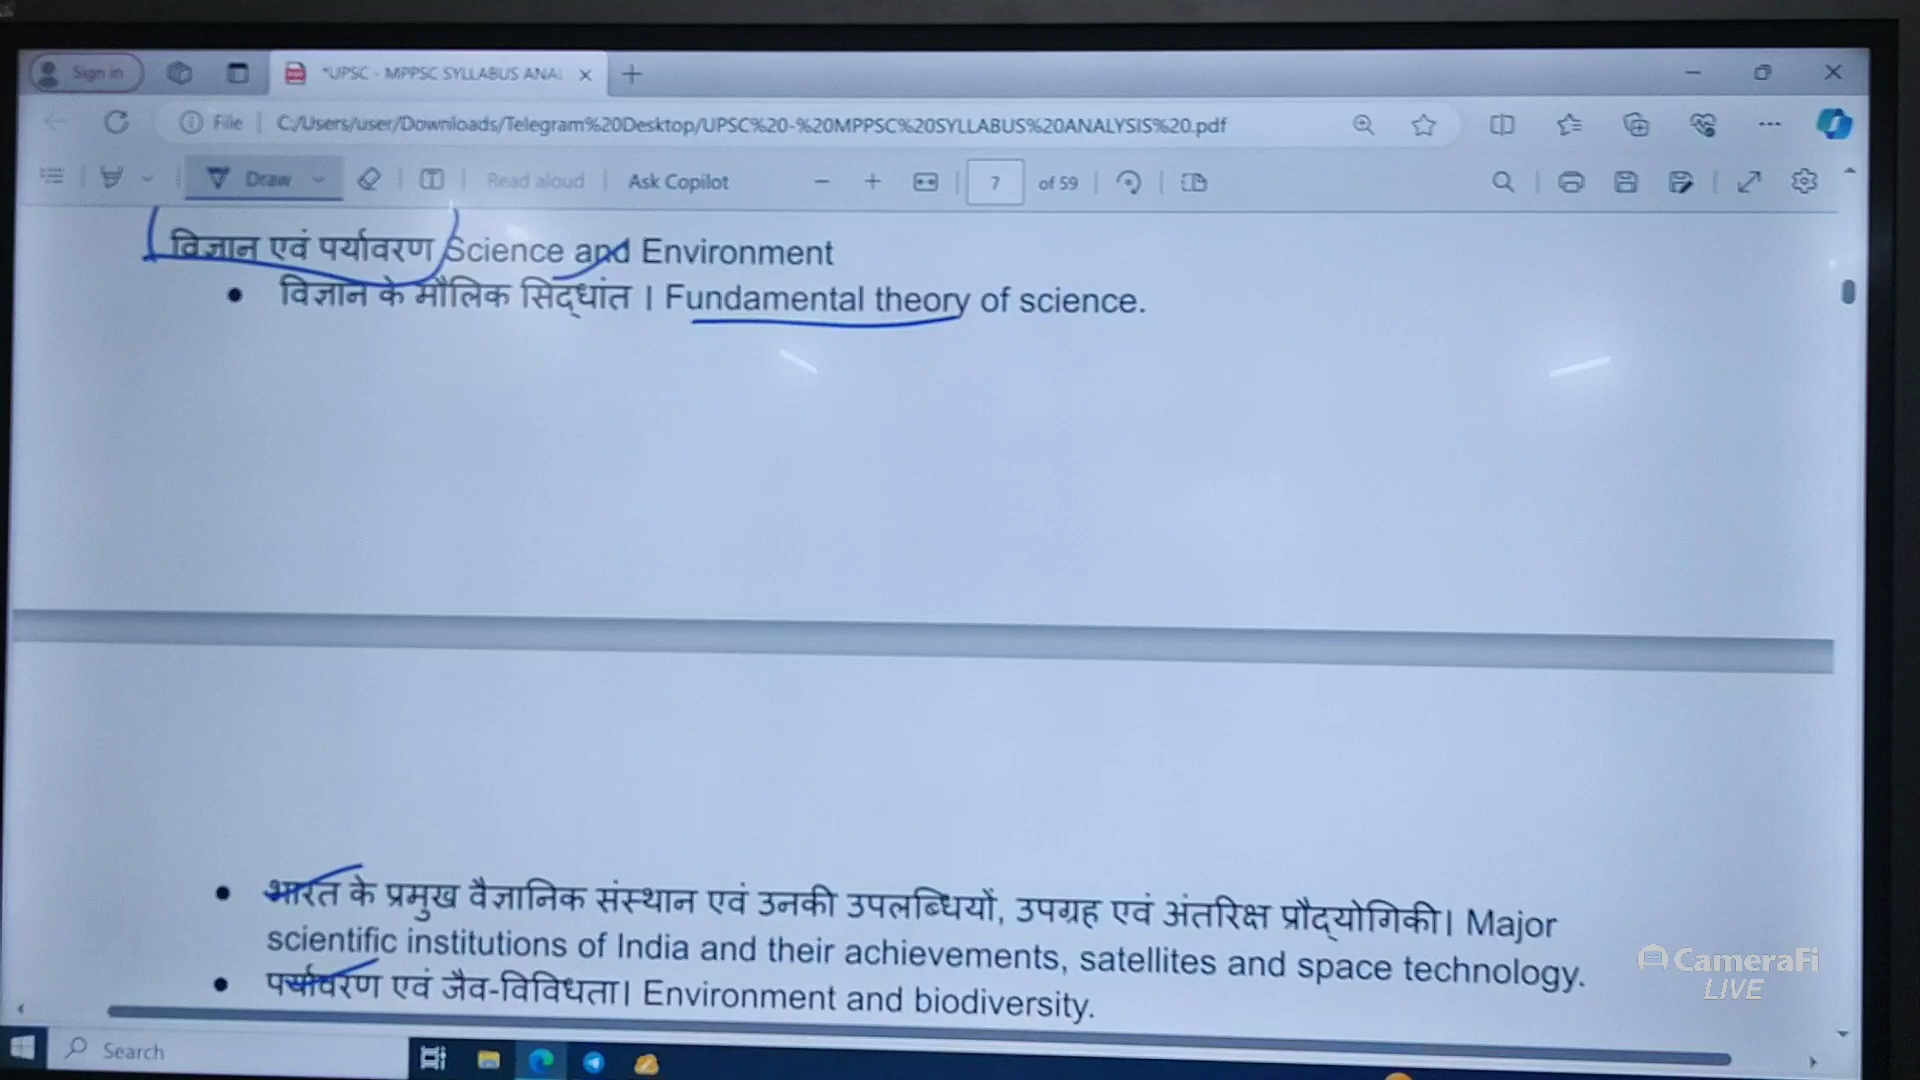 Sign in
*UPSC - MPPSC SYLLABUS ANAL
File
C:/Users/user/Downloads/Telegram%20Desktop/UPSC%20-%20MPPSC%20SYLLABUS%20ANALYSIS%20.pdf
Draw
Read aloud
Ask Copilot
7
of 59
विज्ञान एवं पर्यावरण Science and Environment
• विज्ञान के मौलिक सिद्धांत । Fundamental theory of science.
• भारत के प्रमुख वैज्ञानिक संस्थान एवं उनकी उपलब्धियों, उपग्रह एवं अंतरिक्ष प्रौद्योगिकी। Major
scientific institutions of India and their achievements, satellites and space technology.
• पर्यावरण एवं जैव-विविधता। Environment and biodiversity.
CameraFi
LIVE
Search